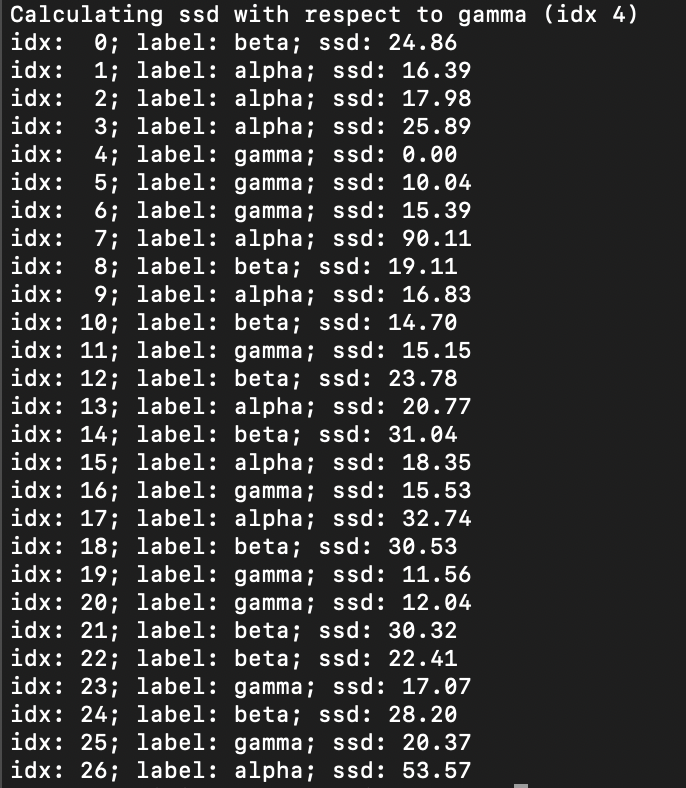 Calculating ssd with respect to gamma (idx 4)
idx:  0; label: beta; ssd: 24.86
idx:  1; label: alpha; ssd: 16.39
idx:  2; label: alpha; ssd: 17.98
idx:  3; label: alpha; ssd: 25.89
idx:  4; label: gamma; ssd: 0.00
idx:  5; label: gamma; ssd: 10.04
idx:  6; label: gamma; ssd: 15.39
idx:  7; label: alpha; ssd: 90.11
idx:  8; label: beta; ssd: 19.11
idx:  9; label: alpha; ssd: 16.83
idx: 10; label: beta; ssd: 14.70
idx: 11; label: gamma; ssd: 15.15
idx: 12; label: beta; ssd: 23.78
idx: 13; label: alpha; ssd: 20.77
idx: 14; label: beta; ssd: 31.04
idx: 15; label: alpha; ssd: 18.35
idx: 16; label: gamma; ssd: 15.53
idx: 17; label: alpha; ssd: 32.74
idx: 18; label: beta; ssd: 30.53
idx: 19; label: gamma; ssd: 11.56
idx: 20; label: gamma; ssd: 12.04
idx: 21; label: beta; ssd: 30.32
idx: 22; label: beta; ssd: 22.41
idx: 23; label: gamma; ssd: 17.07
idx: 24; label: beta; ssd: 28.20
idx: 25; label: gamma; ssd: 20.37
idx: 26; label: alpha; ssd: 53.57